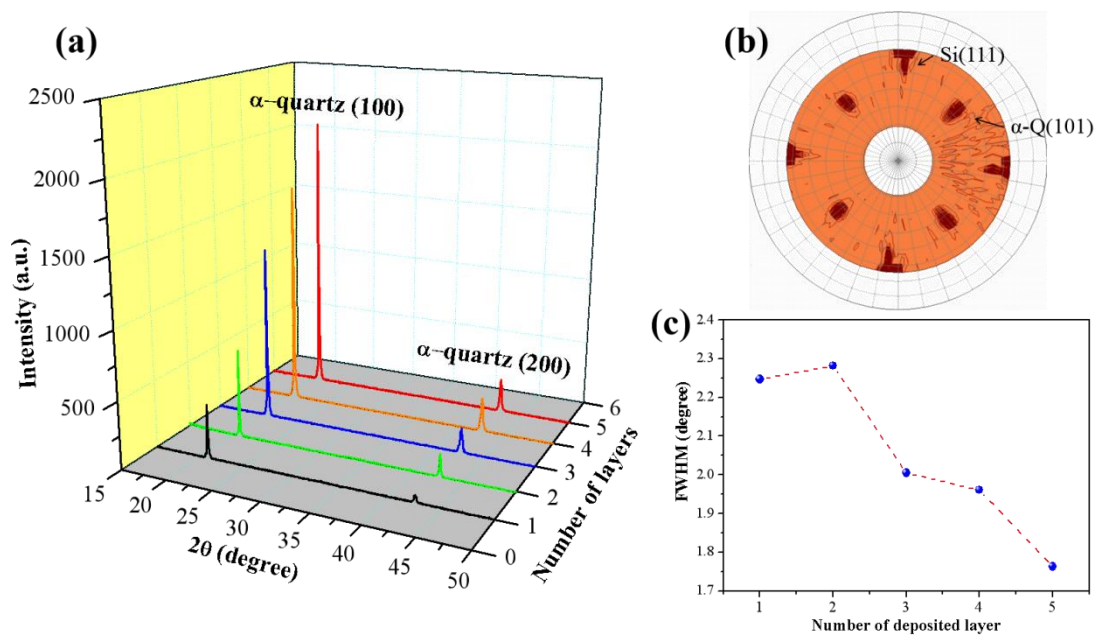 (a)
α−quartz (100)
α−quartz (200)
Intensity (a.u.)
2500
2000
1500
1000
500
15
20
25
30
35
40
45
50
2θ (degree)
0
1
2
3
4
5
6
Number of layers
(b)
Si(111)
α-Q(101)
(c)
FWHM (degree)
2.4
2.3
2.2
2.1
2.0
1.9
1.8
1.7
1
2
3
4
5
Number of deposited layer